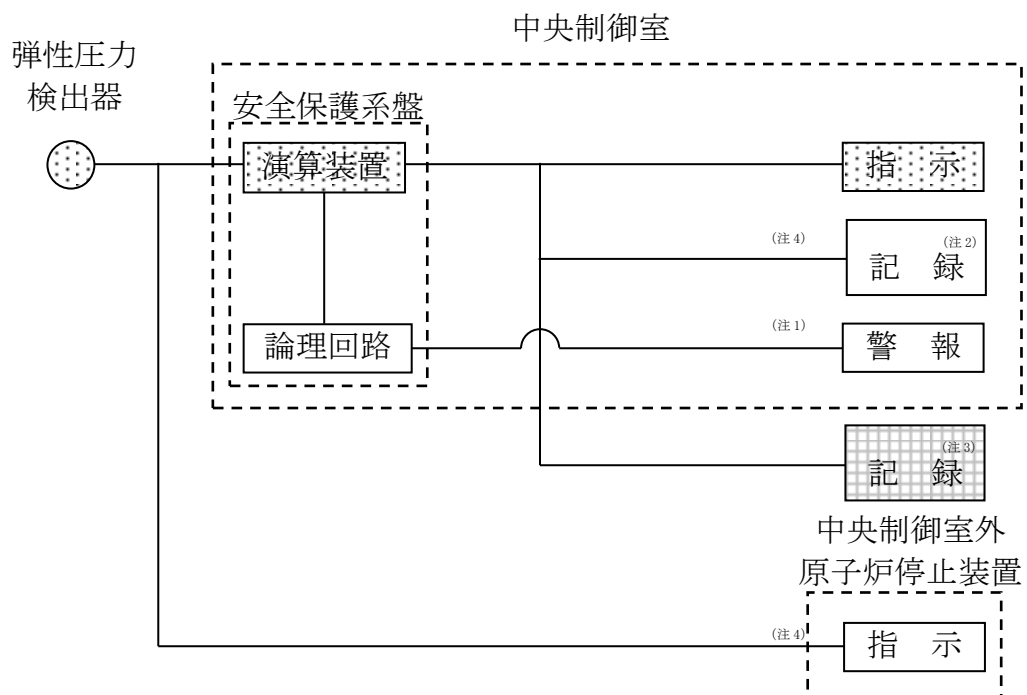 中央制御室
弾性圧力
検出器
安全保護系盤
演算装置
指 示
(注4)
(注2)
記 録
論理回路
(注1)
警 報
(注3)
記 録
中央制御室外
原子炉停止装置
(注4)
指 示